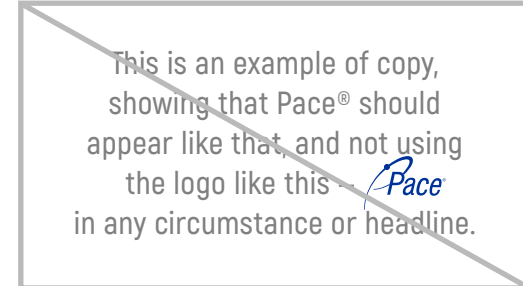 This is an example of copy,
showing that Pace® should
appear like that, and not using
the logo like this – Pace
in any circumstance or headline.